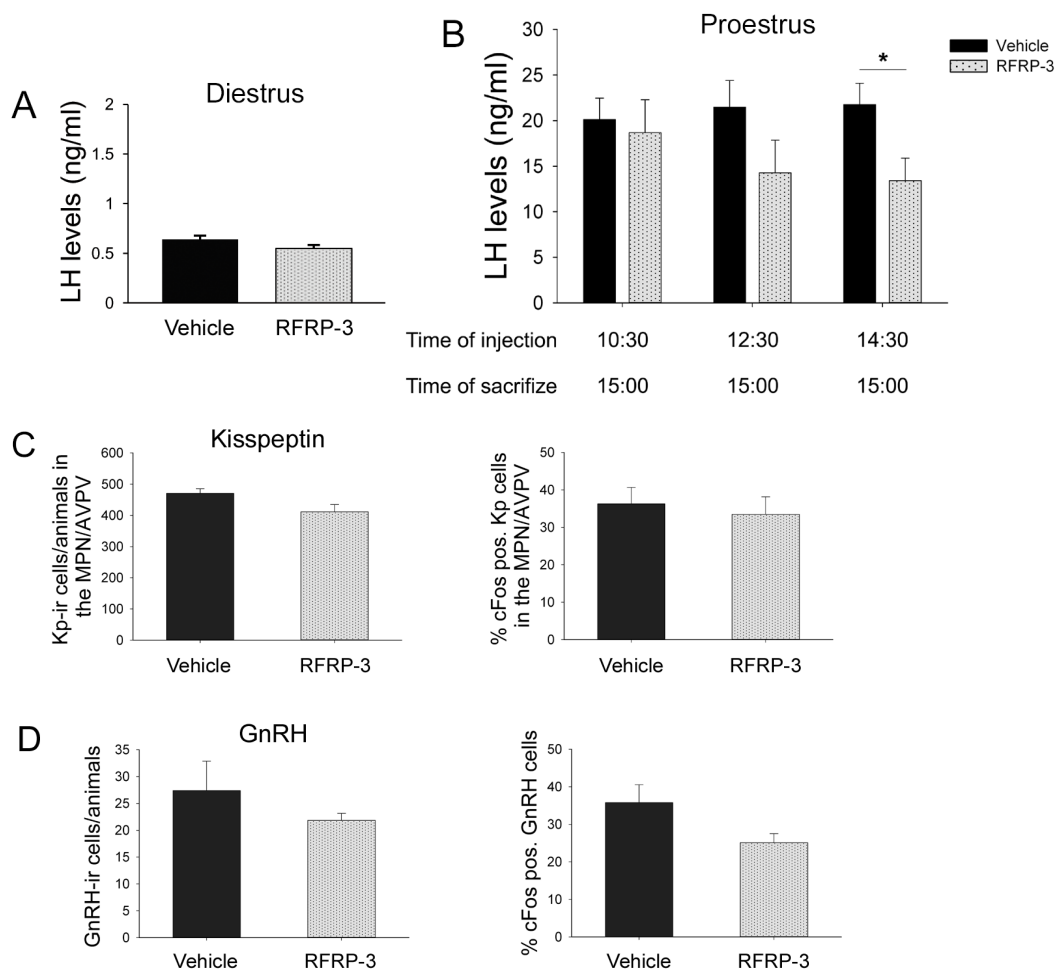 A
Diestrus
LH levels (ng/ml)
2
1.5
1
0.5
0
Vehicle RFRP-3
B
Proestrus
LH levels (ng/ml)
30
25
20
15
10
5
0
*
Vehicle
RFRP-3
Time of injection 10:30 12:30 14:30
Time of sacrifize 15:00 15:00 15:00
C
Kisspeptin
Kp-ir cells/animals in
the MPN/AVPV
600
500
400
300
200
100
0
Vehicle RFRP-3
% cFos pos. Kp cells
in the MPN/AVPV
50
40
30
20
10
0
Vehicle RFRP-3
D
GnRH
GnRH-ir cells/animals
35
30
25
20
15
10
5
0
Vehicle RFRP-3
% cFos pos. GnRH cells
50
40
30
20
10
0
Vehicle RFRP-3